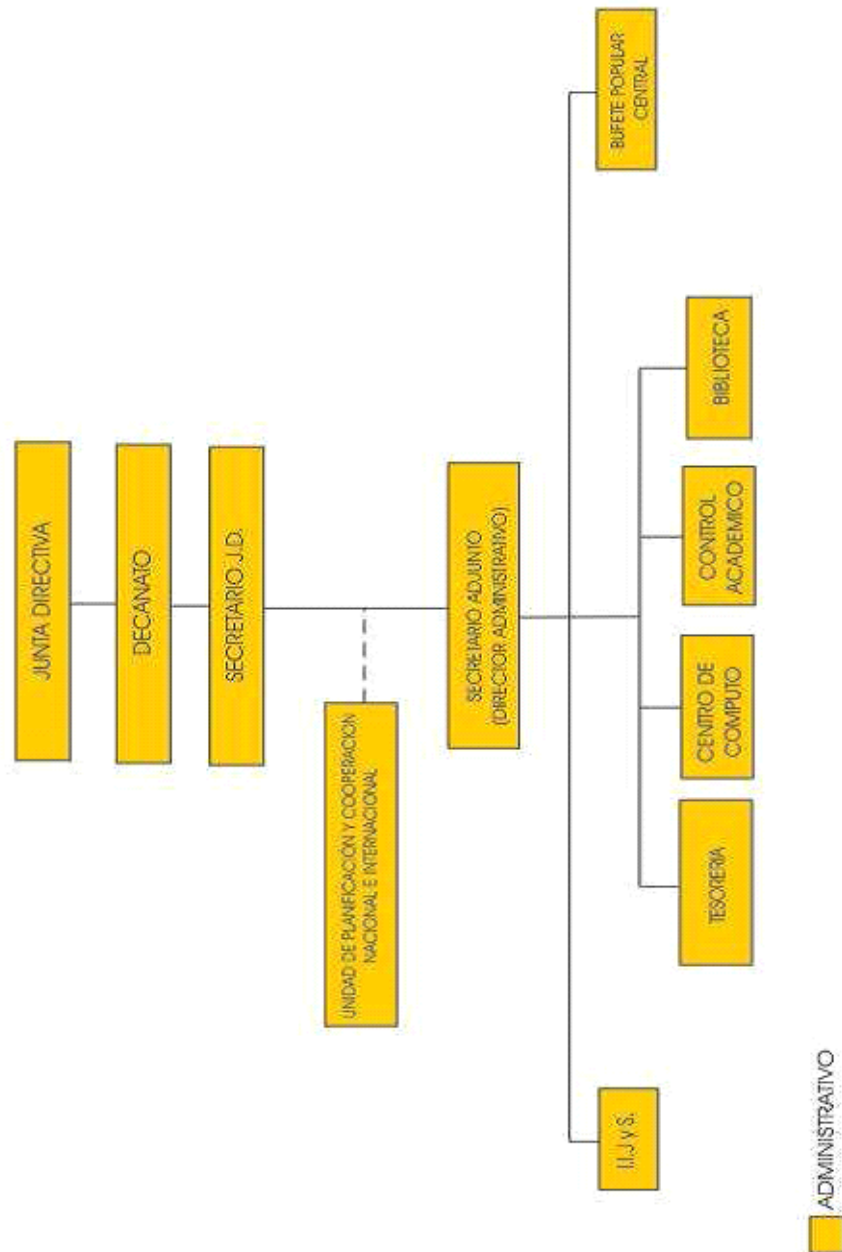 JUNTA DIRECTIVA
DECANATO
SECRETARIO J.D.
UNIDAD DE PLANIFICACIÓN Y COOPERACION
NACIONAL E INTERNACIONAL
SECRETARIO ADJUNTO
(DIRECTOR ADMINISTRATIVO)
I.I.J y S.
BUFETE POPULAR
CENTRAL
TESORERIA
CENTRO DE
COMPUTO
CONTROL
ACADEMICO
BIBLIOTECA
ADMINISTRATIVO